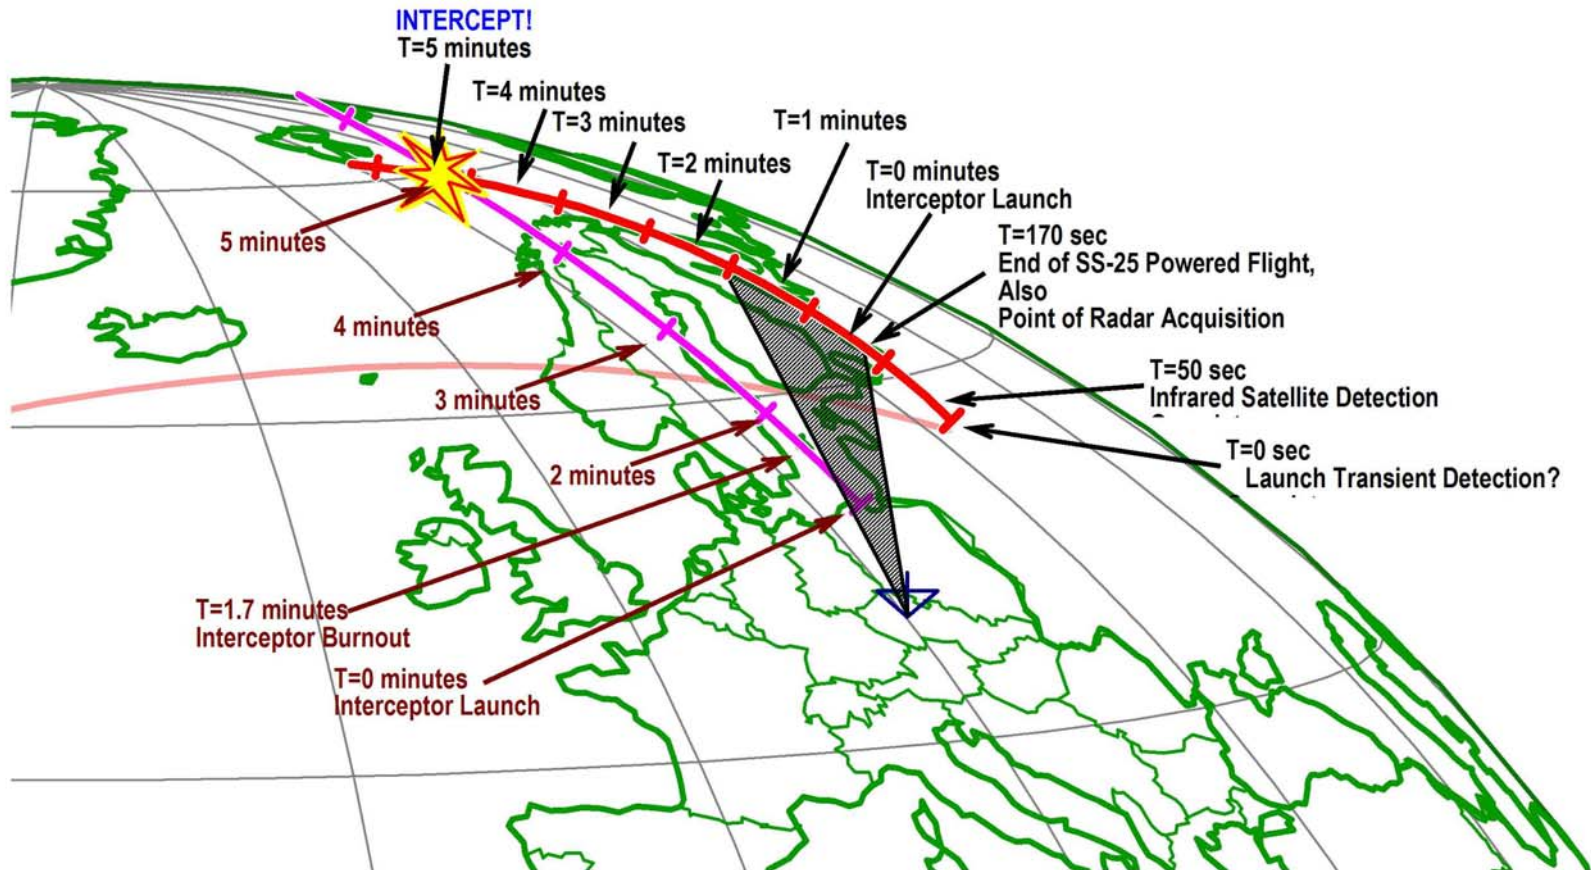 INTERCEPT!
T=5 minutes
T=4 minutes
T=3 minutes
T=2 minutes
T=1 minutes
T=0 minutes
Interceptor Launch
T=170 sec
End of SS-25 Powered Flight,
Also
Point of Radar Acquisition
T=50 sec
Infrared Satellite Detection
T=0 sec
Launch Transient Detection?
5 minutes
4 minutes
3 minutes
2 minutes
T=1.7 minutes
Interceptor Burnout
T=0 minutes
Interceptor Launch